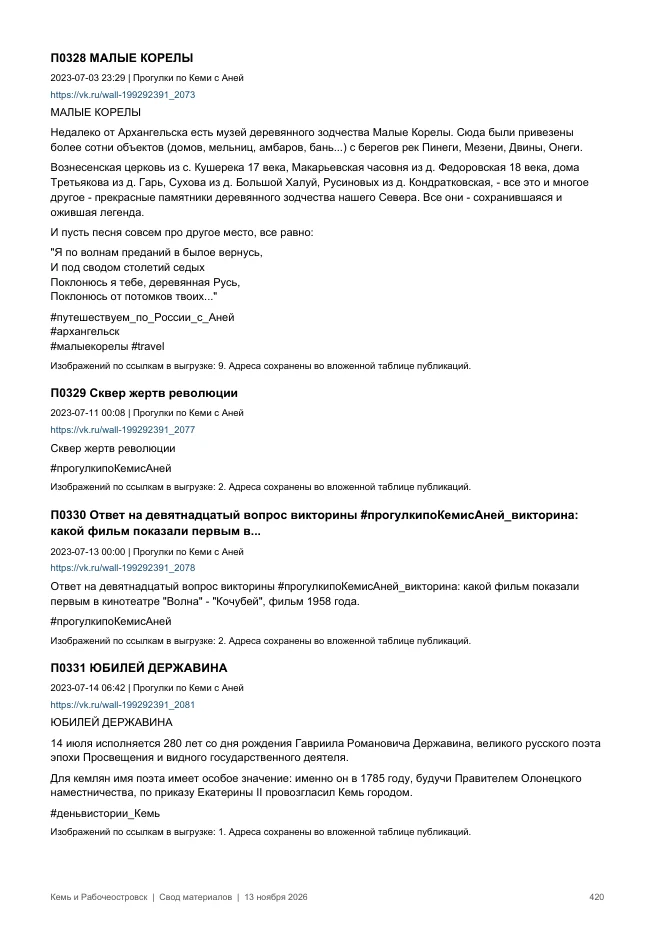 П0328 МАЛЫЕ КОРЕЛЫ
2023-07-03 23:29 | Прогулки по Кеми с Аней
https://vk.ru/wall-199292391_2073
МАЛЫЕ КОРЕЛЫ
Недалеко от Архангельска есть музей деревянного зодчества Малые Корелы. Сюда были привезены
более сотни объектов (домов, мельниц, амбаров, бань...) с берегов рек Пинеги, Мезени, Двины, Онеги.
Вознесенская церковь из с. Кушерека 17 века, Макарьевская часовня из д. Федоровская 18 века, дома
Третьякова из д. Гарь, Сухова из д. Большой Халуй, Русиновых из д. Кондратковская, - все это и многое
другое - прекрасные памятники деревянного зодчества нашего Севера. Все они - сохранившаяся и
ожившая легенда.
И пусть песня совсем про другое место, все равно:
"Я по волнам преданий в былое вернусь,
И под сводом столетий седых
Поклонюсь я тебе, деревянная Русь,
Поклонюсь от потомков твоих..."
#путешествуем_по_России_с_Аней
#архангельск
#малыекорелы #travel
Изображений по ссылкам в выгрузке: 9. Адреса сохранены во вложенной таблице публикаций.
П0329 Сквер жертв революции
2023-07-11 00:08 | Прогулки по Кеми с Аней
https://vk.ru/wall-199292391_2077
Сквер жертв революции
#прогулкипоКемисАней
Изображений по ссылкам в выгрузке: 2. Адреса сохранены во вложенной таблице публикаций.
П0330 Ответ на девятнадцатый вопрос викторины #прогулкипоКемисАней_викторина:
какой фильм показали первым в...
2023-07-13 00:00 | Прогулки по Кеми с Аней
https://vk.ru/wall-199292391_2078
Ответ на девятнадцатый вопрос викторины #прогулкипоКемисАней_викторина: какой фильм показали
первым в кинотеатре "Волна" - "Кочубей", фильм 1958 года.
#прогулкипоКемисАней
Изображений по ссылкам в выгрузке: 2. Адреса сохранены во вложенной таблице публикаций.
П0331 ЮБИЛЕЙ ДЕРЖАВИНА
2023-07-14 06:42 | Прогулки по Кеми с Аней
https://vk.ru/wall-199292391_2081
ЮБИЛЕЙ ДЕРЖАВИНА
14 июля исполняется 280 лет со дня рождения Гавриила Романовича Державина, великого русского поэта
эпохи Просвещения и видного государственного деятеля.
Для кемлян имя поэта имеет особое значение: именно он в 1785 году, будучи Правителем Олонецкого
наместничества, по приказу Екатерины II провозгласил Кемь городом.
#деньвистории_Кемь
Изображений по ссылкам в выгрузке: 1. Адреса сохранены во вложенной таблице публикаций.
Кемь и Рабочеостровск | Свод материалов | 13 ноября 2026 420